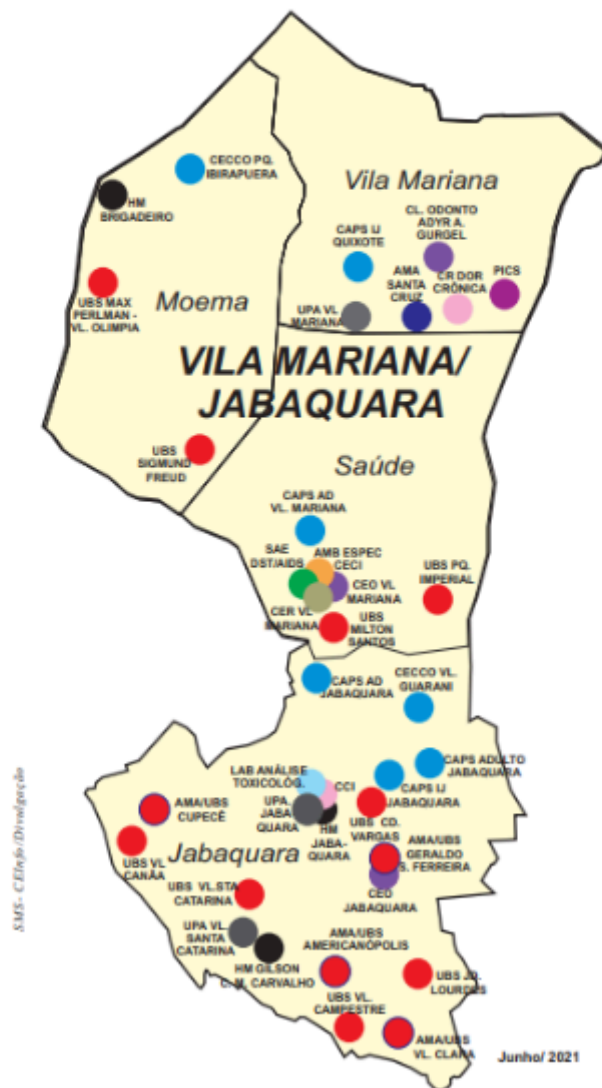 CECCO PQ.
IBIRAPUERA
HM
BRIGADEIRO
Vila Mariana
CL. ODONTO
ADYR A.
GURGEL
CAPS IJ
QUIXOTE
AMA
SANTA
CRUZ
CR DOR
CRÔNICA
PICS
UPA VL
MARIANA
UBS MAX
PERLMAN -
VL. OLIMPIA
Moema
VILA MARIANA/
JABAQUARA
UBS
SIGMUND
FREUD
Saúde
CAPS AD
VL. MARIANA
SAE
DST/AIDS
AMB ESPEC
CECI
CEO VL
MARIANA
UBS PQ.
IMPERIAL
CER VL
MARIANA
UBS
MILTON
SANTOS
CAPS AD
JABAQUARA
CECCO VL.
GUARANI
CAPS ADULTO
JABAQUARA
LAB ANÁLISE
TOXICOLÓG.
CCI
CAPS IJ
JABAQUARA
UPA.
JABA
QUARA
HM
JABA-
QUARA
UBS CD.
VARGAS
AMA/UBS
CUPECÊ
AMA/UBS
GERALDO
S. FERREIRA
UBS VL
CANÃA
Jabaquara
CEO
JABAQUARA
UBS VL.STA
CATARINA
UPA VL.
SANTA
CATARINA
AMA/UBS
AMERICANÓPOLIS
HM GILSON
C. M. CARVALHO
UBS JD.
LOURDES
UBS VL.
CAMPESTRE
AMA/UBS
VL. CLARA
Junho/ 2021
SMS- CEInfo/Divulgação